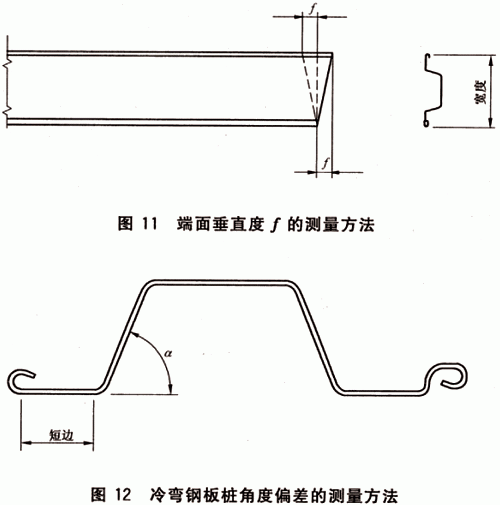 f
宽度
f
图 11 端面垂直度 f 的测量方法
α
短边
图 12 冷弯钢板桩角度偏差的测量方法